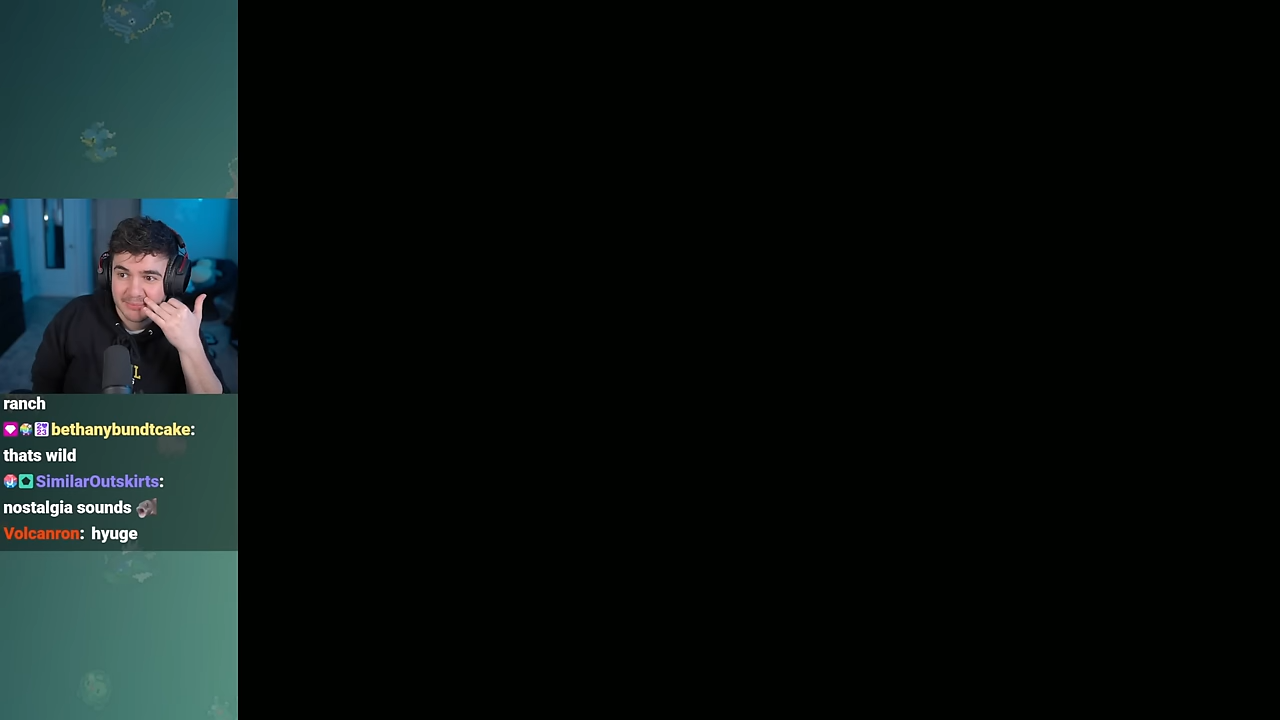 ranch
bethanybundtcake:
thats wild
SimilarOutskirts:
nostalgia sounds
Volcanron: hyuge